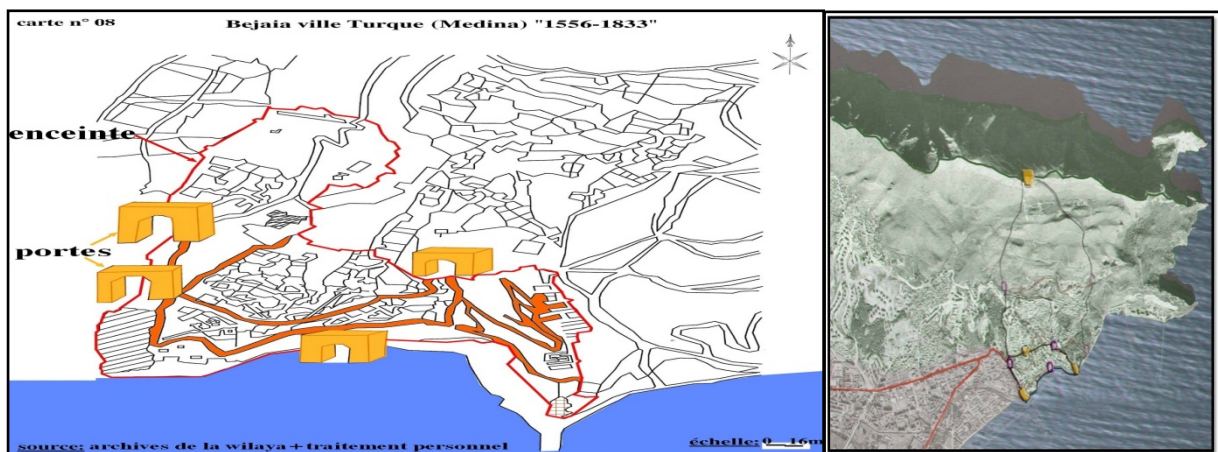 carte n° 08
Bejaia ville Turque (Medina) "1556-1833"
enceinte
portes
source: archives de la wilaya+traitement personnel
échelle: 0 16m